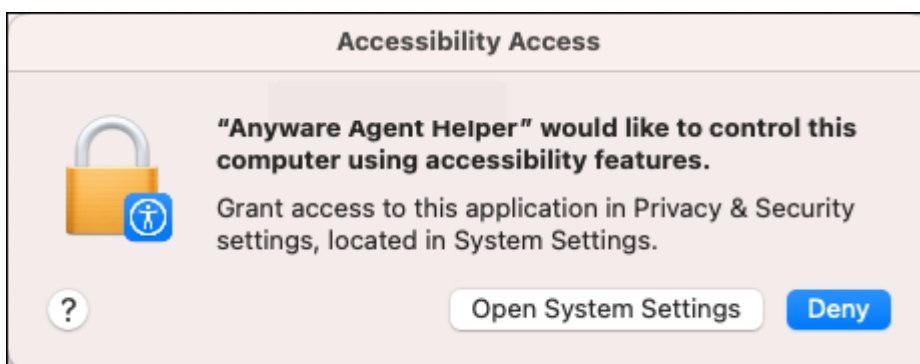 Accessibility Access
“Anyware Agent Helper” would like to control this
computer using accessibility features.
Grant access to this application in Privacy & Security
settings, located in System Settings.
?
Open System Settings
Deny